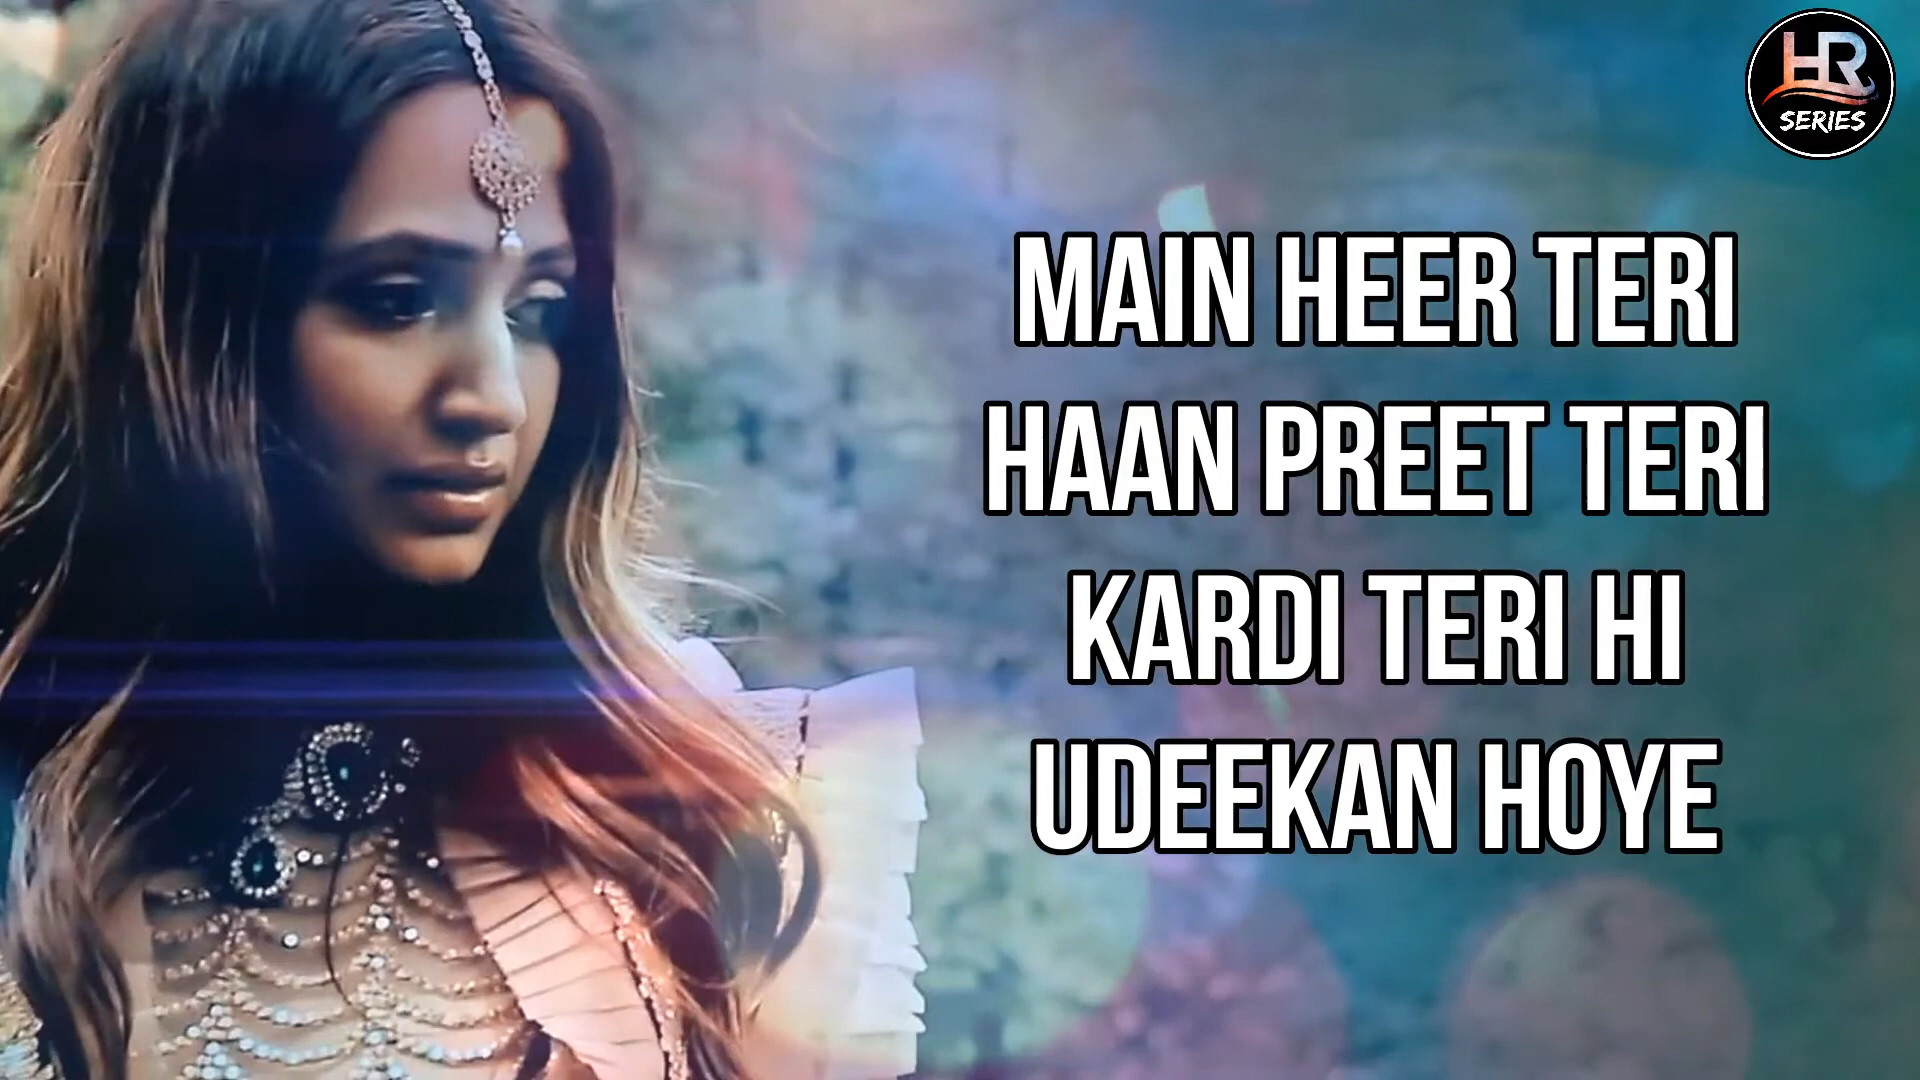 HR
SERIES
MAIN HEER TERI
HAAN PREET TERI
KARDI TERI HI
UDEEKAN HOYE